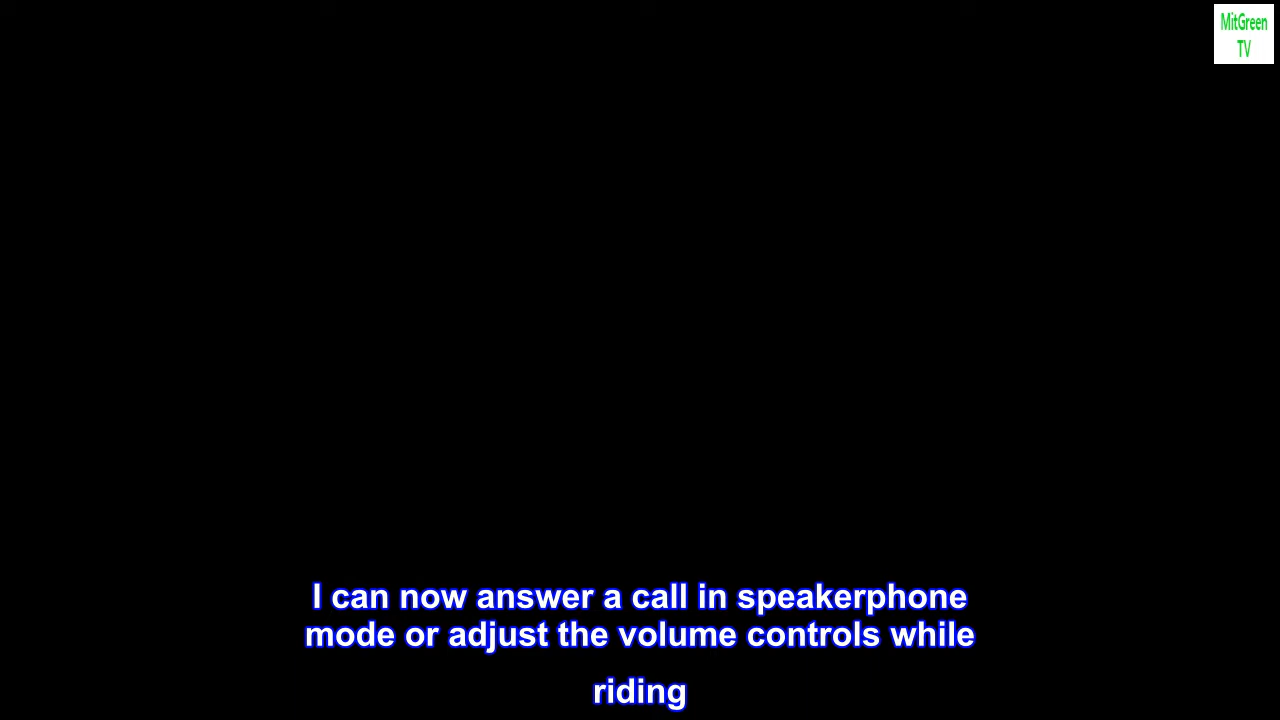 MitGreen
TV
I can now answer a call in speakerphone
mode or adjust the volume controls while
riding